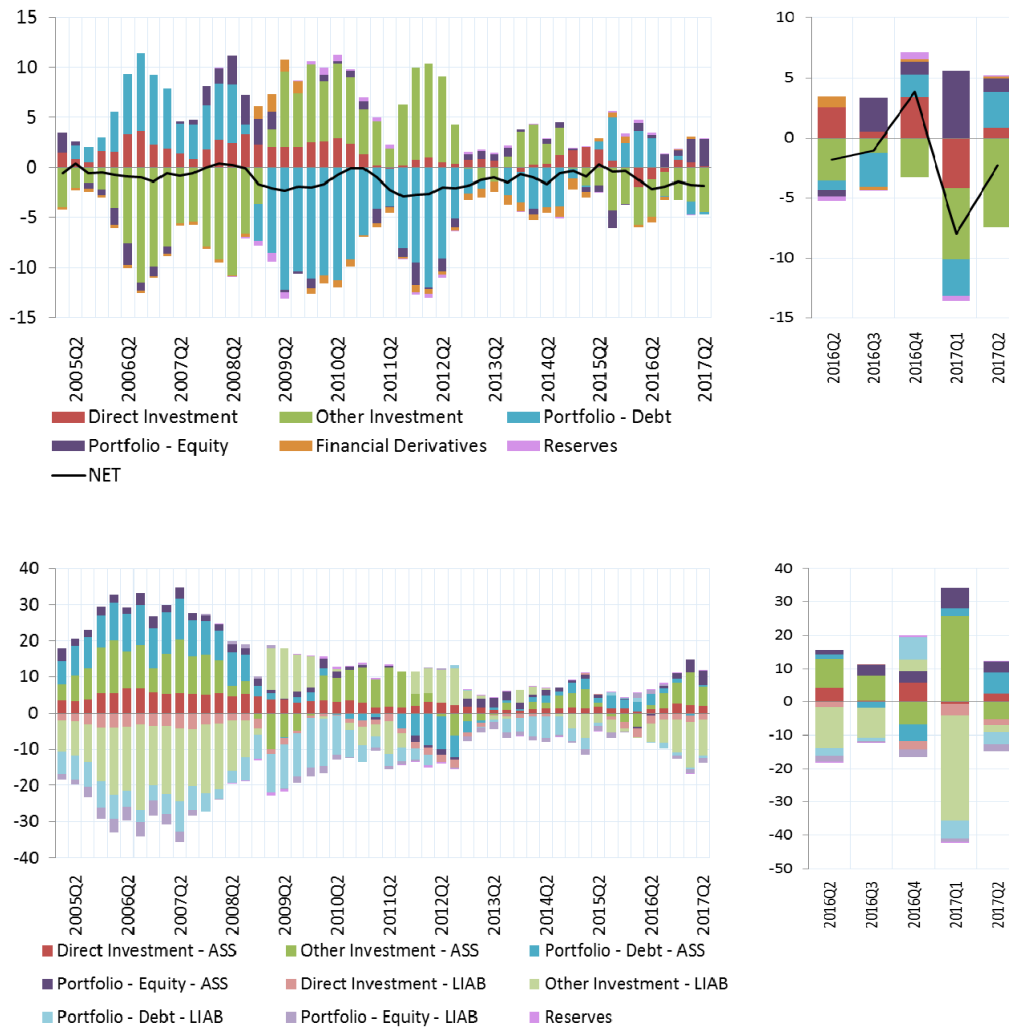 15
10
5
0
-5
-10
-15
2005Q2
2006Q2
2007Q2
2008Q2
2009Q2
2010Q2
2011Q2
2012Q2
2013Q2
2014Q2
2015Q2
2016Q2
2017Q2
Direct Investment
Other Investment
Portfolio - Debt
Portfolio - Equity
Financial Derivatives
Reserves
NET
10
5
0
-5
-10
-15
2016Q2
2016Q3
2016Q4
2017Q1
2017Q2
40
30
20
10
0
-10
-20
-30
-40
2005Q2
2006Q2
2007Q2
2008Q2
2009Q2
2010Q2
2011Q2
2012Q2
2013Q2
2014Q2
2015Q2
2016Q2
2017Q2
Direct Investment - ASS
Other Investment - ASS
Portfolio - Debt - ASS
Portfolio - Equity - ASS
Direct Investment - LIAB
Other Investment - LIAB
Portfolio - Debt - LIAB
Portfolio - Equity - LIAB
Reserves
40
30
20
10
0
-10
-20
-30
-40
-50
2016Q2
2016Q3
2016Q4
2017Q1
2017Q2